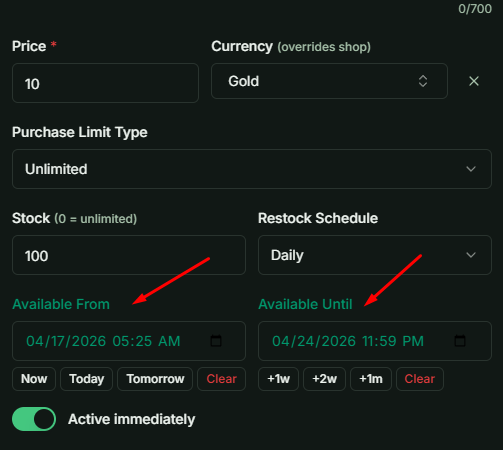 0/700
Price *
Currency (overrides shop)
10
Gold
Purchase Limit Type
Unlimited
Stock (0 = unlimited)
Restock Schedule
100
Daily
Available From
Available Until
04/17/2026 05:25 AM
04/24/2026 11:59 PM
Now Today Tomorrow Clear
+1w +2w +1m Clear
Active immediately